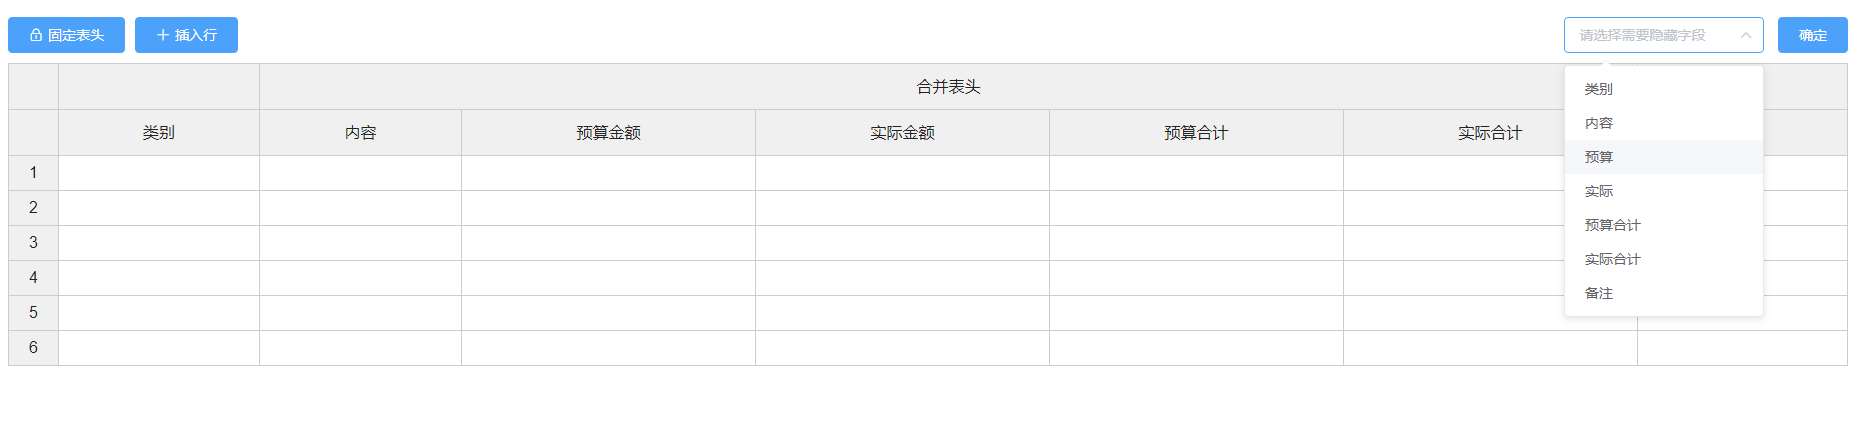 固定表头 插入行 请选择需要隐藏字段 确定
合并表头
类别 内容 预算金额 实际金额 预算合计 实际合计
1
2
3
4
5
6
类别
内容
预算
实际
预算合计
实际合计
备注